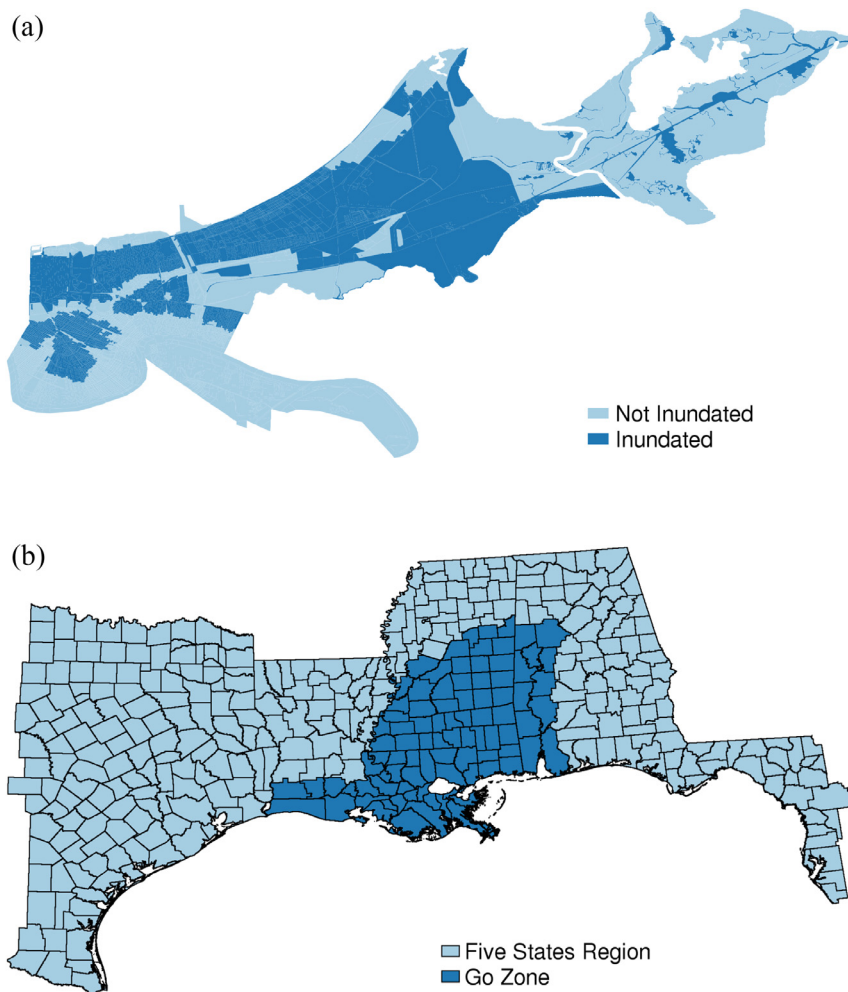 (a)
Not Inundated
Inundated
(b)
Five States Region
Go Zone